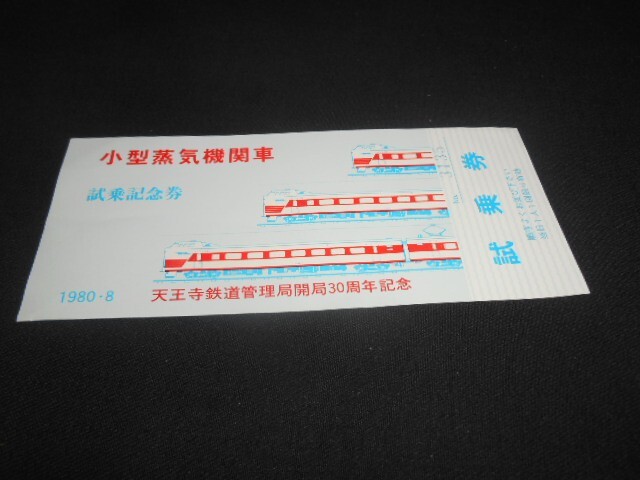 小型蒸気機関車
試乗記念券
1980・8
天王寺鉄道管理局開局30周年記念
試乗券